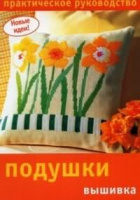 практическое руководство
Новые
идеи!
ПОДУШКИ
вышивка